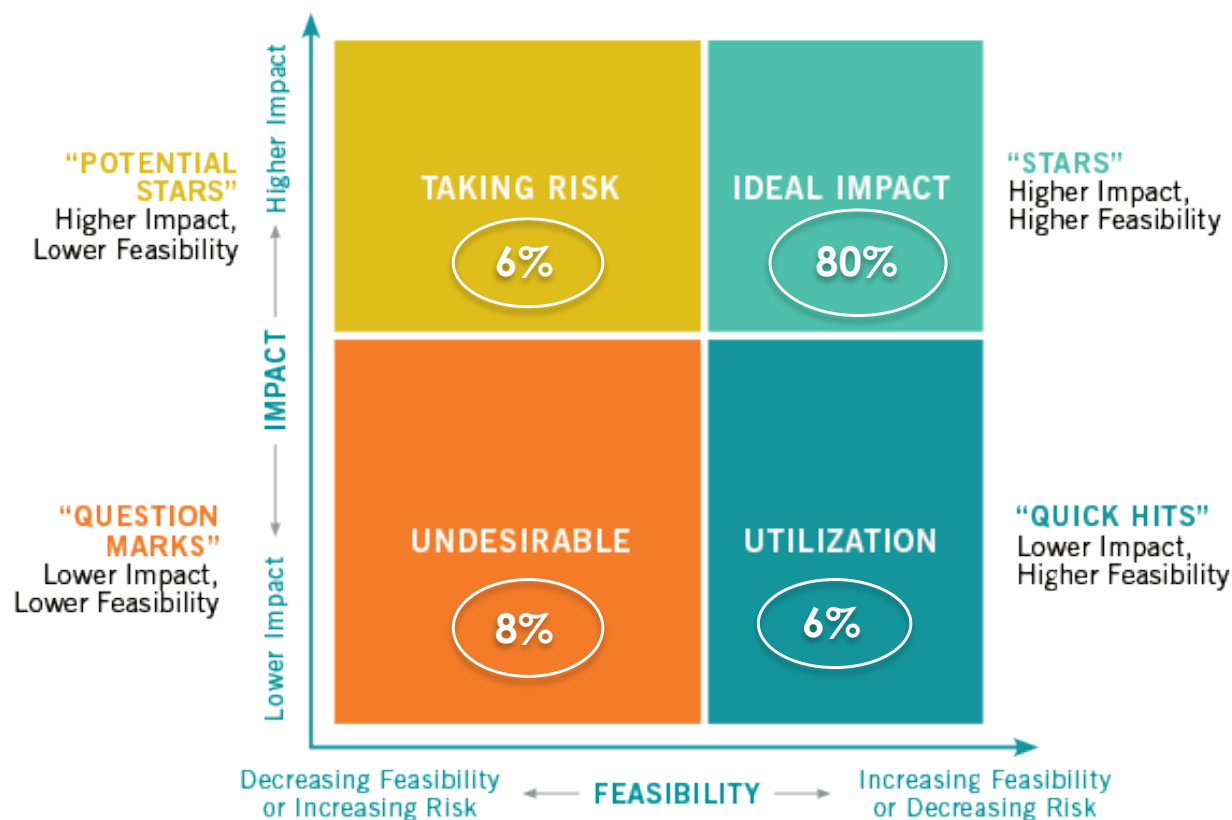 Higher Impact
IMPACT
Lower Impact
“POTENTIAL
STARS”
Higher Impact,
Lower Feasibility
TAKING RISK
6%
IDEAL IMPACT
80%
“STARS”
Higher Impact,
Higher Feasibility
“QUESTION
MARKS”
Lower Impact,
Lower Feasibility
UNDESIRABLE
8%
UTILIZATION
6%
“QUICK HITS”
Lower Impact,
Higher Feasibility
Decreasing Feasibility
or Increasing Risk
FEASIBILITY
Increasing Feasibility
or Decreasing Risk